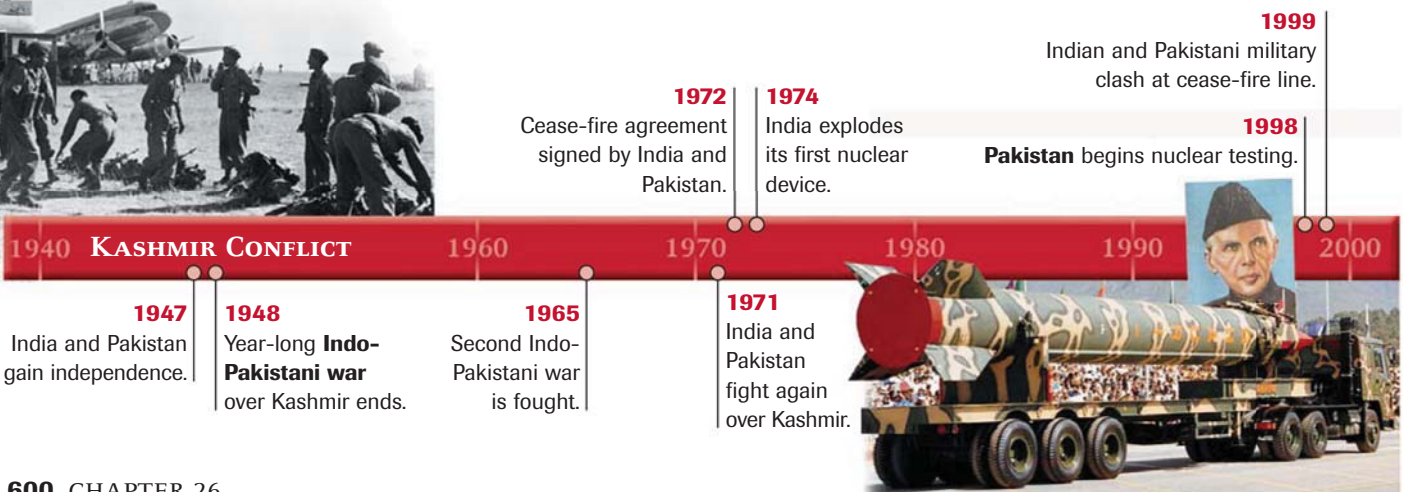 1999
Indian and Pakistani military
clash at cease-fire line.
1972
Cease-fire agreement
signed by India and
Pakistan.
1974
India explodes
its first nuclear
device.
1998
Pakistan begins nuclear testing.
1940 KASHMIR CONFLICT 1960 1970 1980 1990 2000
1947
India and Pakistan
gain independence.
1948
Year-long Indo-
Pakistani war
over Kashmir ends.
1965
Second Indo-
Pakistani war
is fought.
1971
India and
Pakistan
fight again
over Kashmir.
600 CHAPTER 26